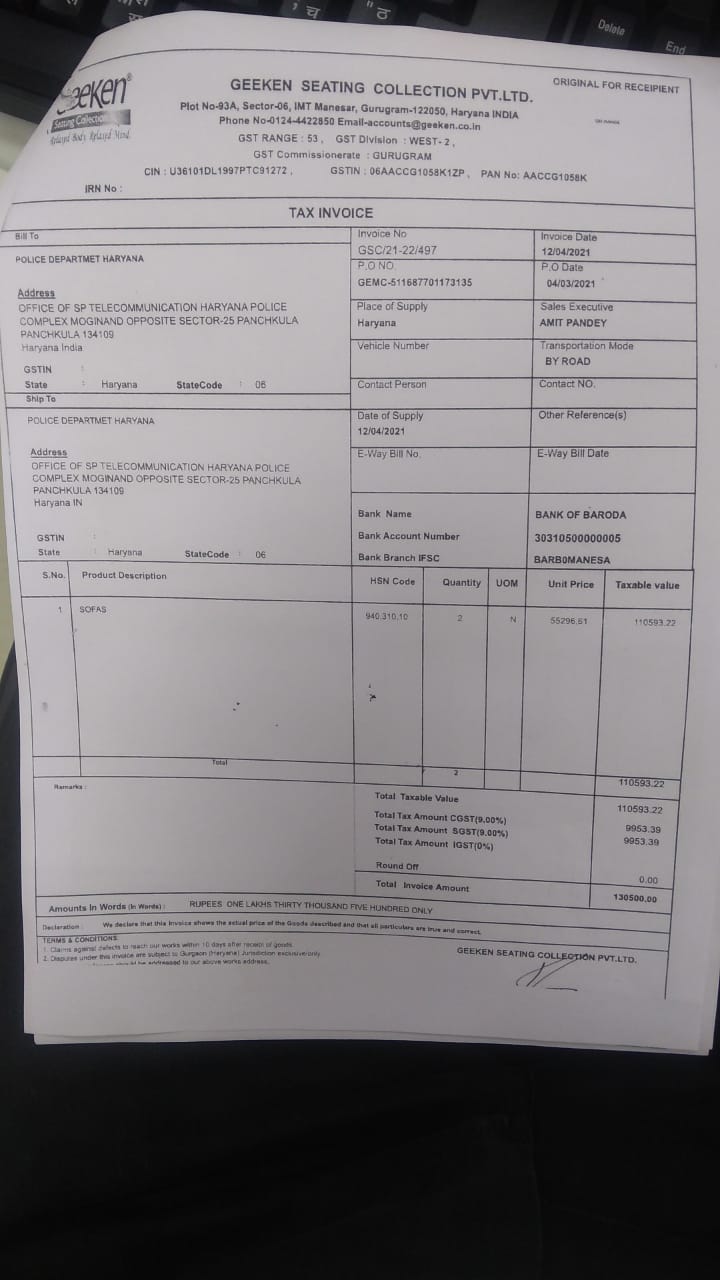 Delete
End
Geeken®
Seating Collection
Relaxed Body Relaxed Mind.
GEEKEN SEATING COLLECTION PVT.LTD.
ORIGINAL FOR RECEIPIENT
Plot No-93A, Sector-06, IMT Manesar, Gurugram-122050, Haryana INDIA
Phone No-0124-4422850 Email-accounts@geeken.co.in
GST RANGE : 53 , GST Division : WEST- 2 ,
GST Commissionerate : GURUGRAM
CIN : U36101DL1997PTC91272 , GSTIN : 06AACCG1058K1ZP , PAN No: AACCG1058K
IRN No :
TAX INVOICE
Bill To
POLICE DEPARTMET HARYANA
Address
OFFICE OF SP TELECOMMUNICATION HARYANA POLICE
COMPLEX MOGINAND OPPOSITE SECTOR-25 PANCHKULA
PANCHKULA 134109
Haryana India
GSTIN :
State : Haryana StateCode : 06
Invoice No
GSC/21-22/497
Invoice Date
12/04/2021
P.O NO.
GEMC-511687701173135
P.O Date
04/03/2021
Place of Supply
Haryana
Sales Executive
AMIT PANDEY
Vehicle Number
Transportation Mode
BY ROAD
Contact Person
Contact NO.
Ship To
POLICE DEPARTMET HARYANA
Address
OFFICE OF SP TELECOMMUNICATION HARYANA POLICE
COMPLEX MOGINAND OPPOSITE SECTOR-25 PANCHKULA
PANCHKULA 134109
Haryana IN
GSTIN :
State : Haryana StateCode : 06
Date of Supply
12/04/2021
Other Reference(s)
E-Way Bill No.
E-Way Bill Date
Bank Name BANK OF BARODA
Bank Account Number 30310500000005
Bank Branch IFSC BARB0MANESA
S.No. Product Description HSN Code Quantity UOM Unit Price Taxable value
1 SOFAS 940.310.10 2 N 55296.61 110593.22
Total 2 110593.22
Remarks :
Total Taxable Value 110593.22
Total Tax Amount CGST(9.00%) 9953.39
Total Tax Amount SGST(9.00%) 9953.39
Total Tax Amount IGST(0%)
Round Off 0.00
Total Invoice Amount 130500.00
Amounts In Words (In Words) : RUPEES ONE LAKHS THIRTY THOUSAND FIVE HUNDRED ONLY
Declaration : We declare that this Invoice shows the actual price of the Goods described and that all particulars are true and correct.
TERMS & CONDITIONS:
1. Claims against defects to reach our works within 10 days after receipt of goods.
2. Disputes under this invoice are subject to Gurgaon (Haryana) Jurisdiction exclusive/only.
should be addressed to our above works address.
GEEKEN SEATING COLLECTION PVT.LTD.